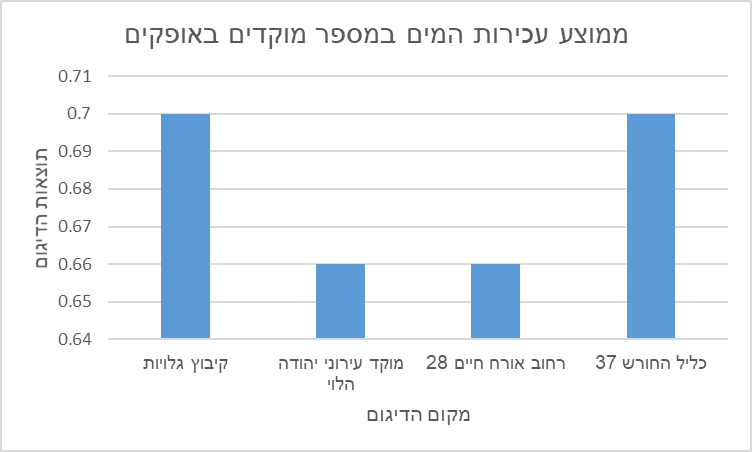 ממוצע עכירות המים במספר מוקדים באופקים
0.71
0.7
0.69
0.68
0.67
0.66
0.65
0.64
תוצאות הדיגום
קיבוץ גלויות
מוקד עירוני יהודה
הלוי
רחוב אורח חיים 28
כליל החורש 37
מקום הדיגום